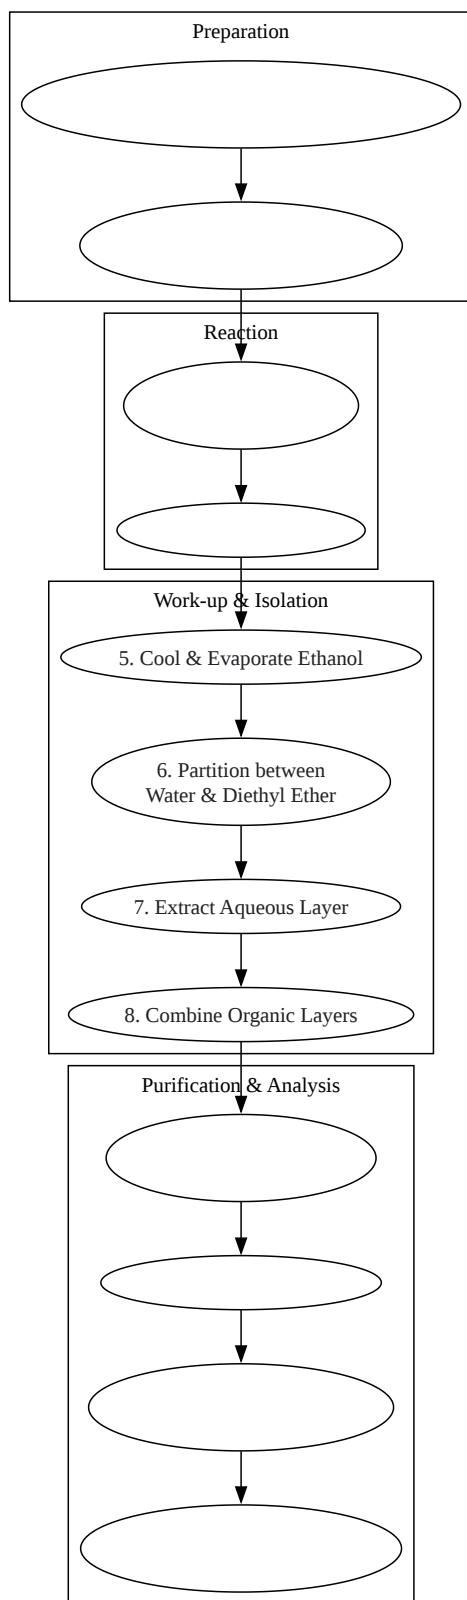 Preparation
Reaction
Work-up & Isolation
5. Cool & Evaporate Ethanol
6. Partition between
Water & Diethyl Ether
7. Extract Aqueous Layer
8. Combine Organic Layers
Purification & Analysis